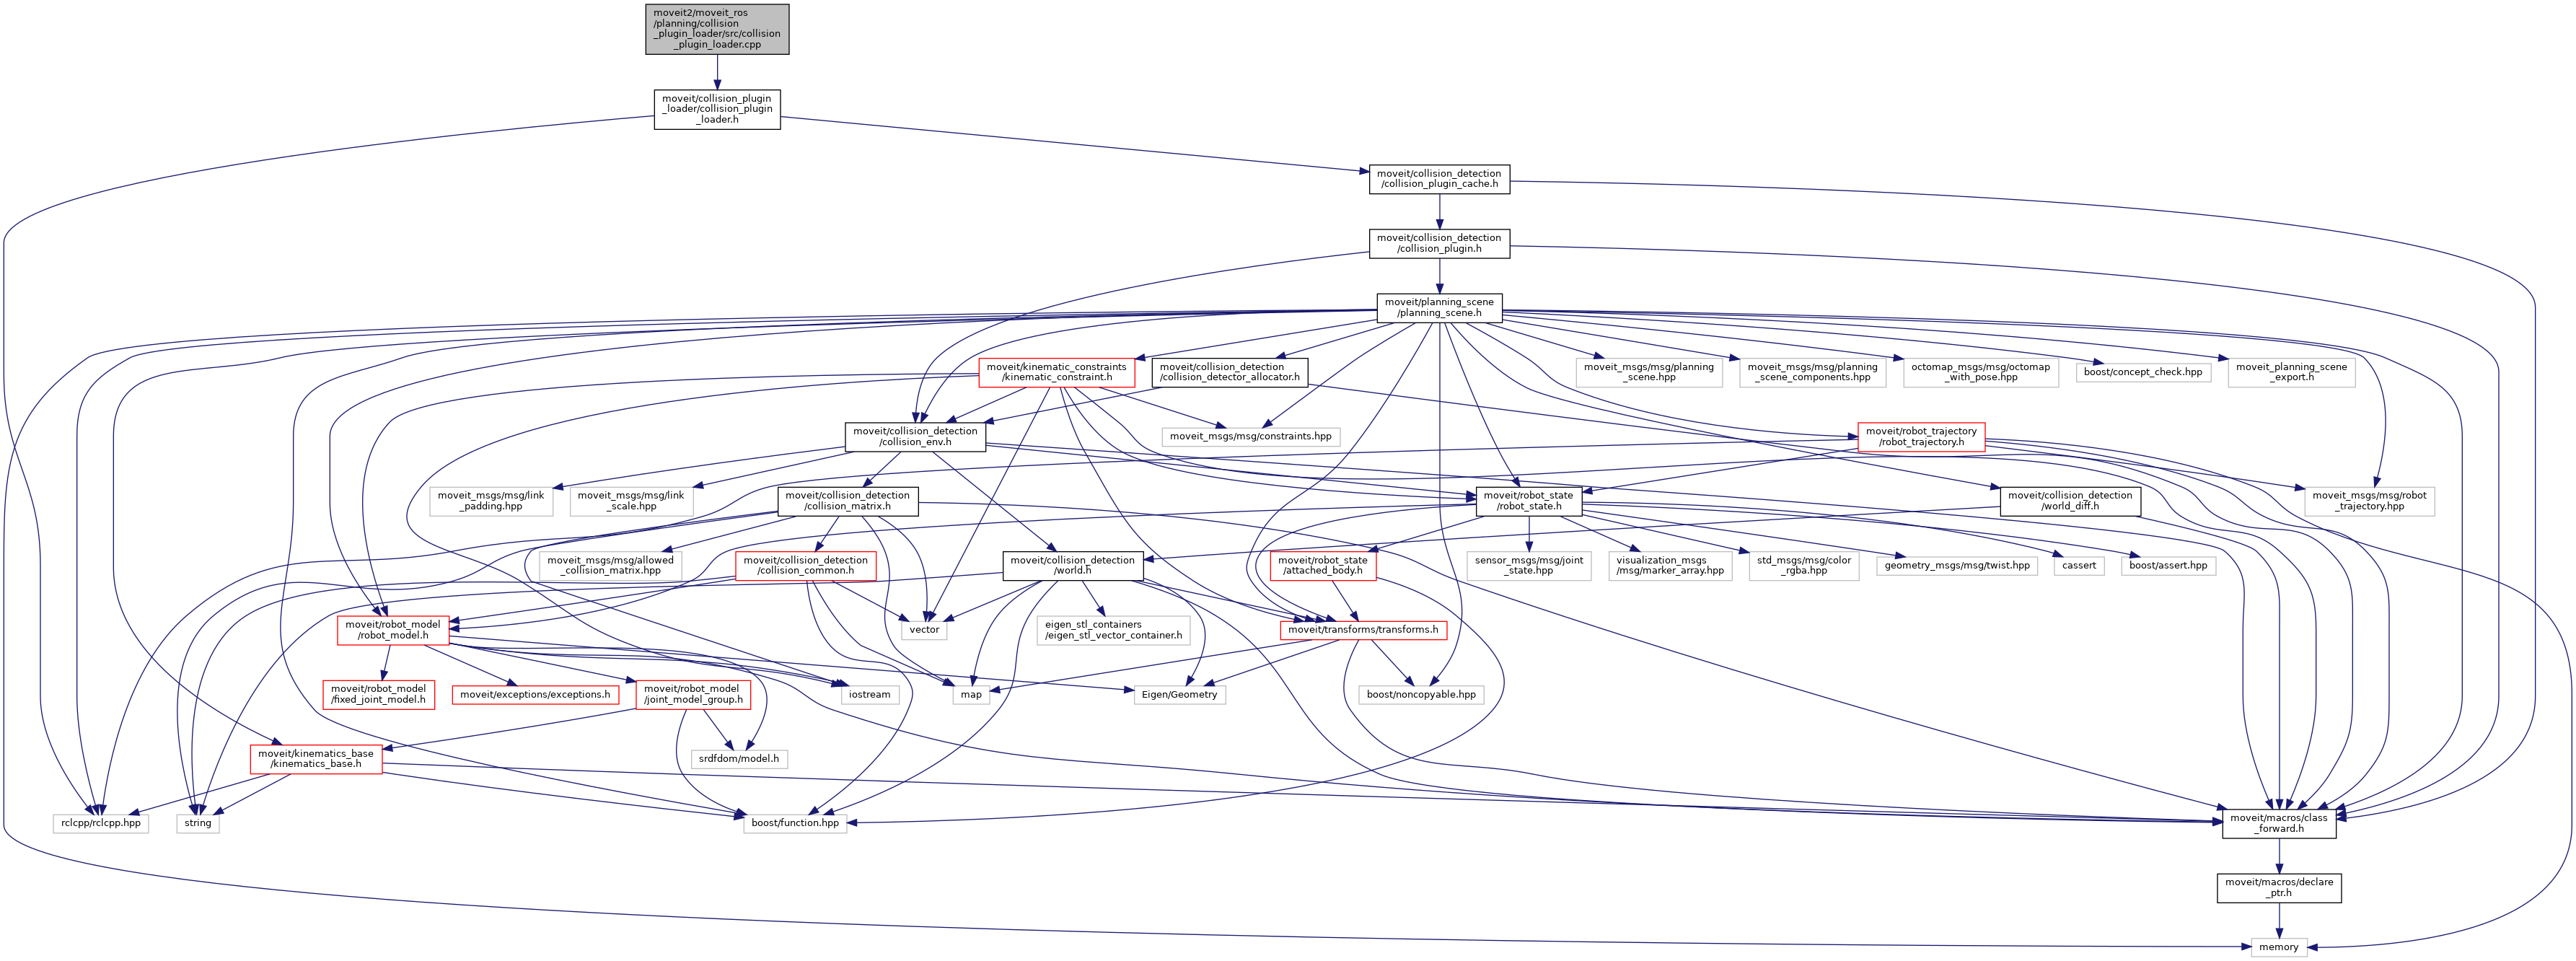 moveit2/moveit_ros
/planning/collision
_plugin_loader/src/collision
_plugin_loader.cpp
moveit/collision_plugin
_loader/collision_plugin
_loader.h
moveit/collision_detection
/collision_plugin_cache.h
moveit/collision_detection
/collision_plugin.h
moveit/planning_scene
/planning_scene.h
moveit/kinematic_constraints
/kinematic_constraint.h
moveit/collision_detection
/collision_detector_allocator.h
moveit_msgs/msg/planning
_scene.hpp
moveit_msgs/msg/planning
_scene_components.hpp
octomap_msgs/msg/octomap
_with_pose.hpp
boost/concept_check.hpp
moveit_planning_scene
_export.h
moveit/collision_detection
/collision_env.h
moveit_msgs/msg/constraints.hpp
moveit/robot_trajectory
/robot_trajectory.h
moveit_msgs/msg/link
_padding.hpp
moveit_msgs/msg/link
_scale.hpp
moveit/collision_detection
/collision_matrix.h
moveit/robot_state
/robot_state.h
moveit/collision_detection
/world_diff.h
moveit_msgs/msg/robot
_trajectory.hpp
moveit_msgs/msg/allowed
_collision_matrix.hpp
moveit/collision_detection
/collision_common.h
moveit/collision_detection
/world.h
moveit/robot_state
/attached_body.h
sensor_msgs/msg/joint
_state.hpp
visualization_msgs
/msg/marker_array.hpp
std_msgs/msg/color
_rgba.hpp
geometry_msgs/msg/twist.hpp
cassert
boost/assert.hpp
moveit/robot_model
/robot_model.h
vector
eigen_stl_containers
/eigen_stl_vector_container.h
moveit/transforms/transforms.h
moveit/robot_model
/fixed_joint_model.h
moveit/exceptions/exceptions.h
moveit/robot_model
/joint_model_group.h
iostream
map
Eigen/Geometry
boost/noncopyable.hpp
moveit/kinematics_base
/kinematics_base.h
srdfdom/model.h
rclcpp/rclcpp.hpp
string
boost/function.hpp
moveit/macros/class
_forward.h
moveit/macros/declare
_ptr.h
memory